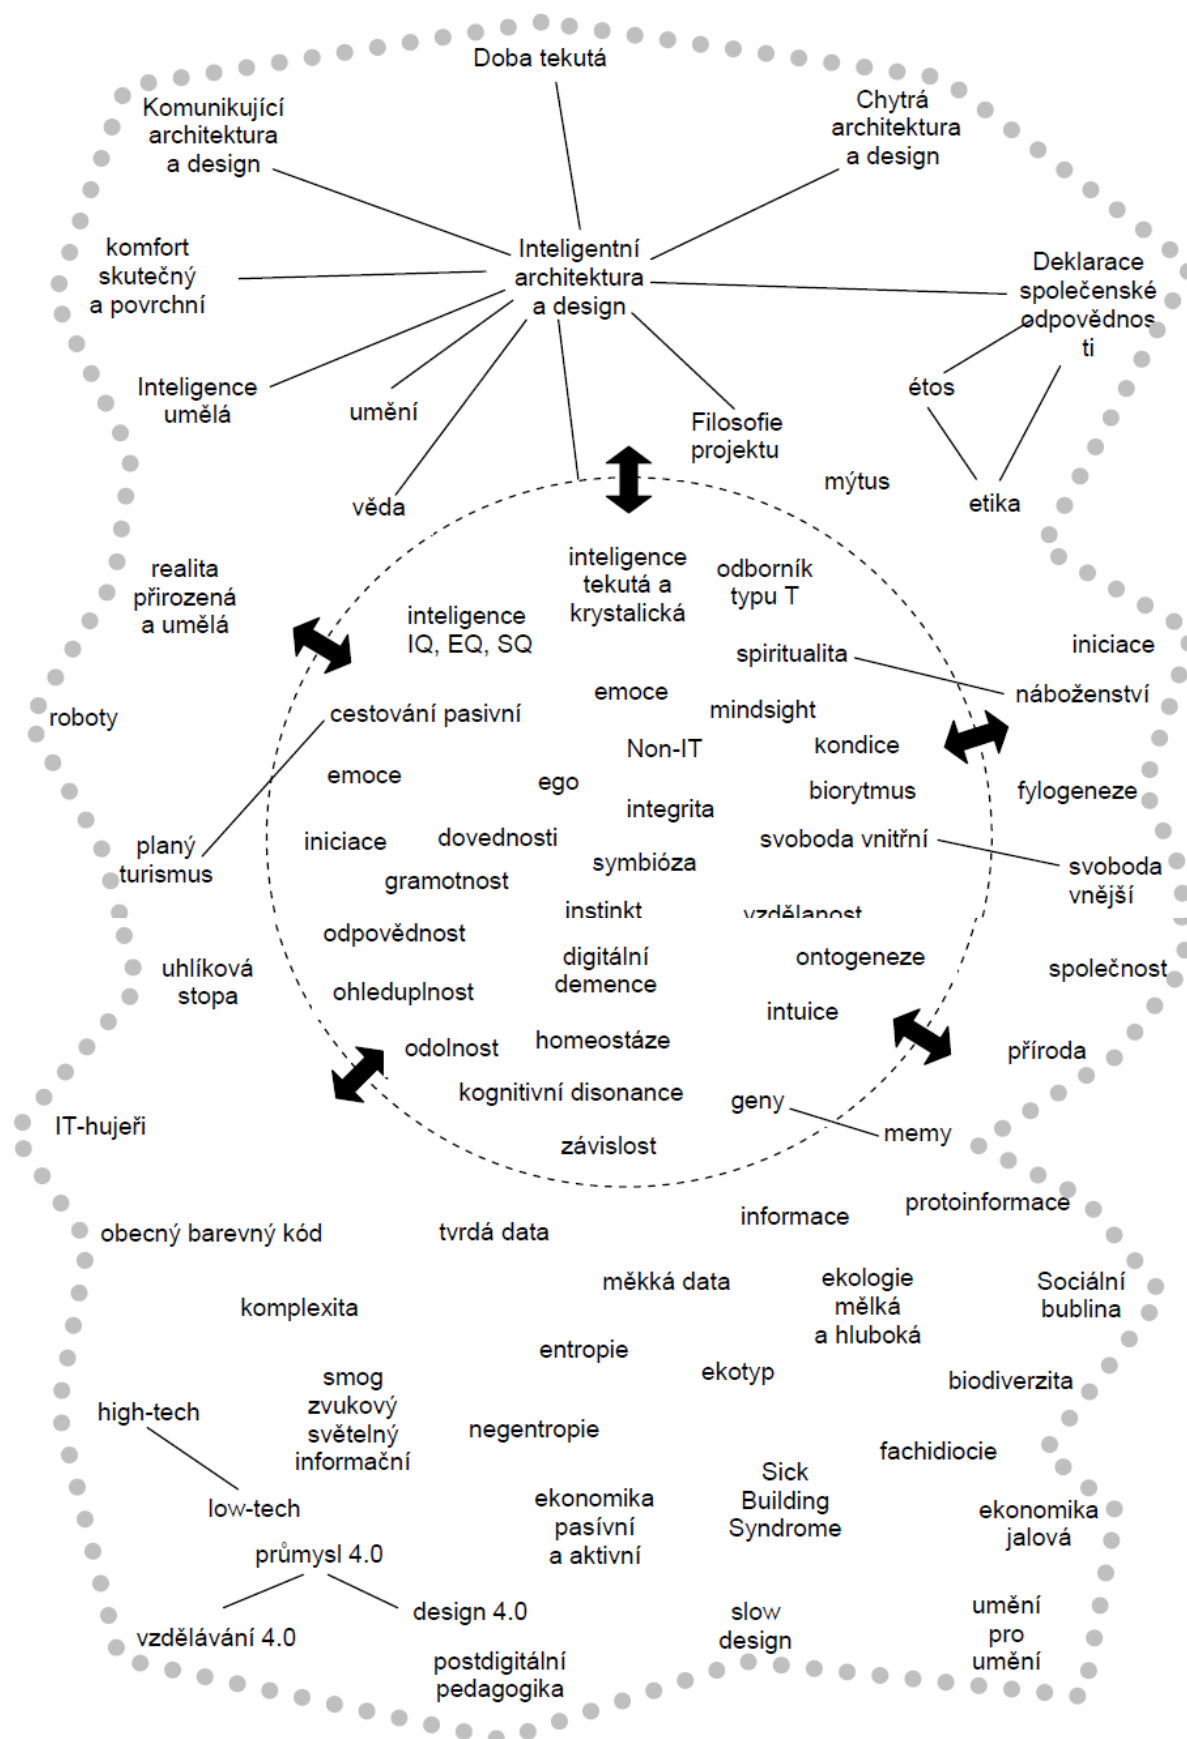 Doba tekutá
Komunikující
architektura
a design
Chytrá
architektura
a design
komfort
skutečný
a povrchní
Inteligentní
architektura
a design
Deklarace
společenské
odpovědnos
ti
Inteligence
umělá
umění
étos
Filosofie
projektu
mýtus
věda
etika
realita
přirozená
a umělá
inteligence
tekutá a
krystalická
odborník
typu T
inteligence
IQ, EQ, SQ
spiritualita
iniciace
náboženství
roboty
cestování pasivní
emoce
mindsight
Non-IT
kondice
emoce
ego
integrita
biorytmus
fylogeneze
planý
turismus
iniciace
dovednosti
symbióza
svoboda vnitřní
svoboda
vnější
gramotnost
instinkt
vzdělanost
odpovědnost
digitální
demence
ontogeneze
společnost
uhlíková
stopa
ohleduplnost
intuice
odolnost
homeostáze
příroda
kognitivní disonance
geny
memy
IT-hujeři
závislost
protoinformace
informace
obecný barevný kód
tvrdá data
měkká data
ekologie
mělká
a hluboká
Sociální
bublina
komplexita
entropie
ekotyp
biodiverzita
smog
zvukový
světelný
informační
high-tech
negentropie
fachidiocie
low-tech
ekonomika
pasívní
a aktivní
Sick
Building
Syndrome
ekonomika
jalová
průmysl 4.0
vzdělávání 4.0
design 4.0
slow
design
umění
pro
umění
postdigitální
pedagogika